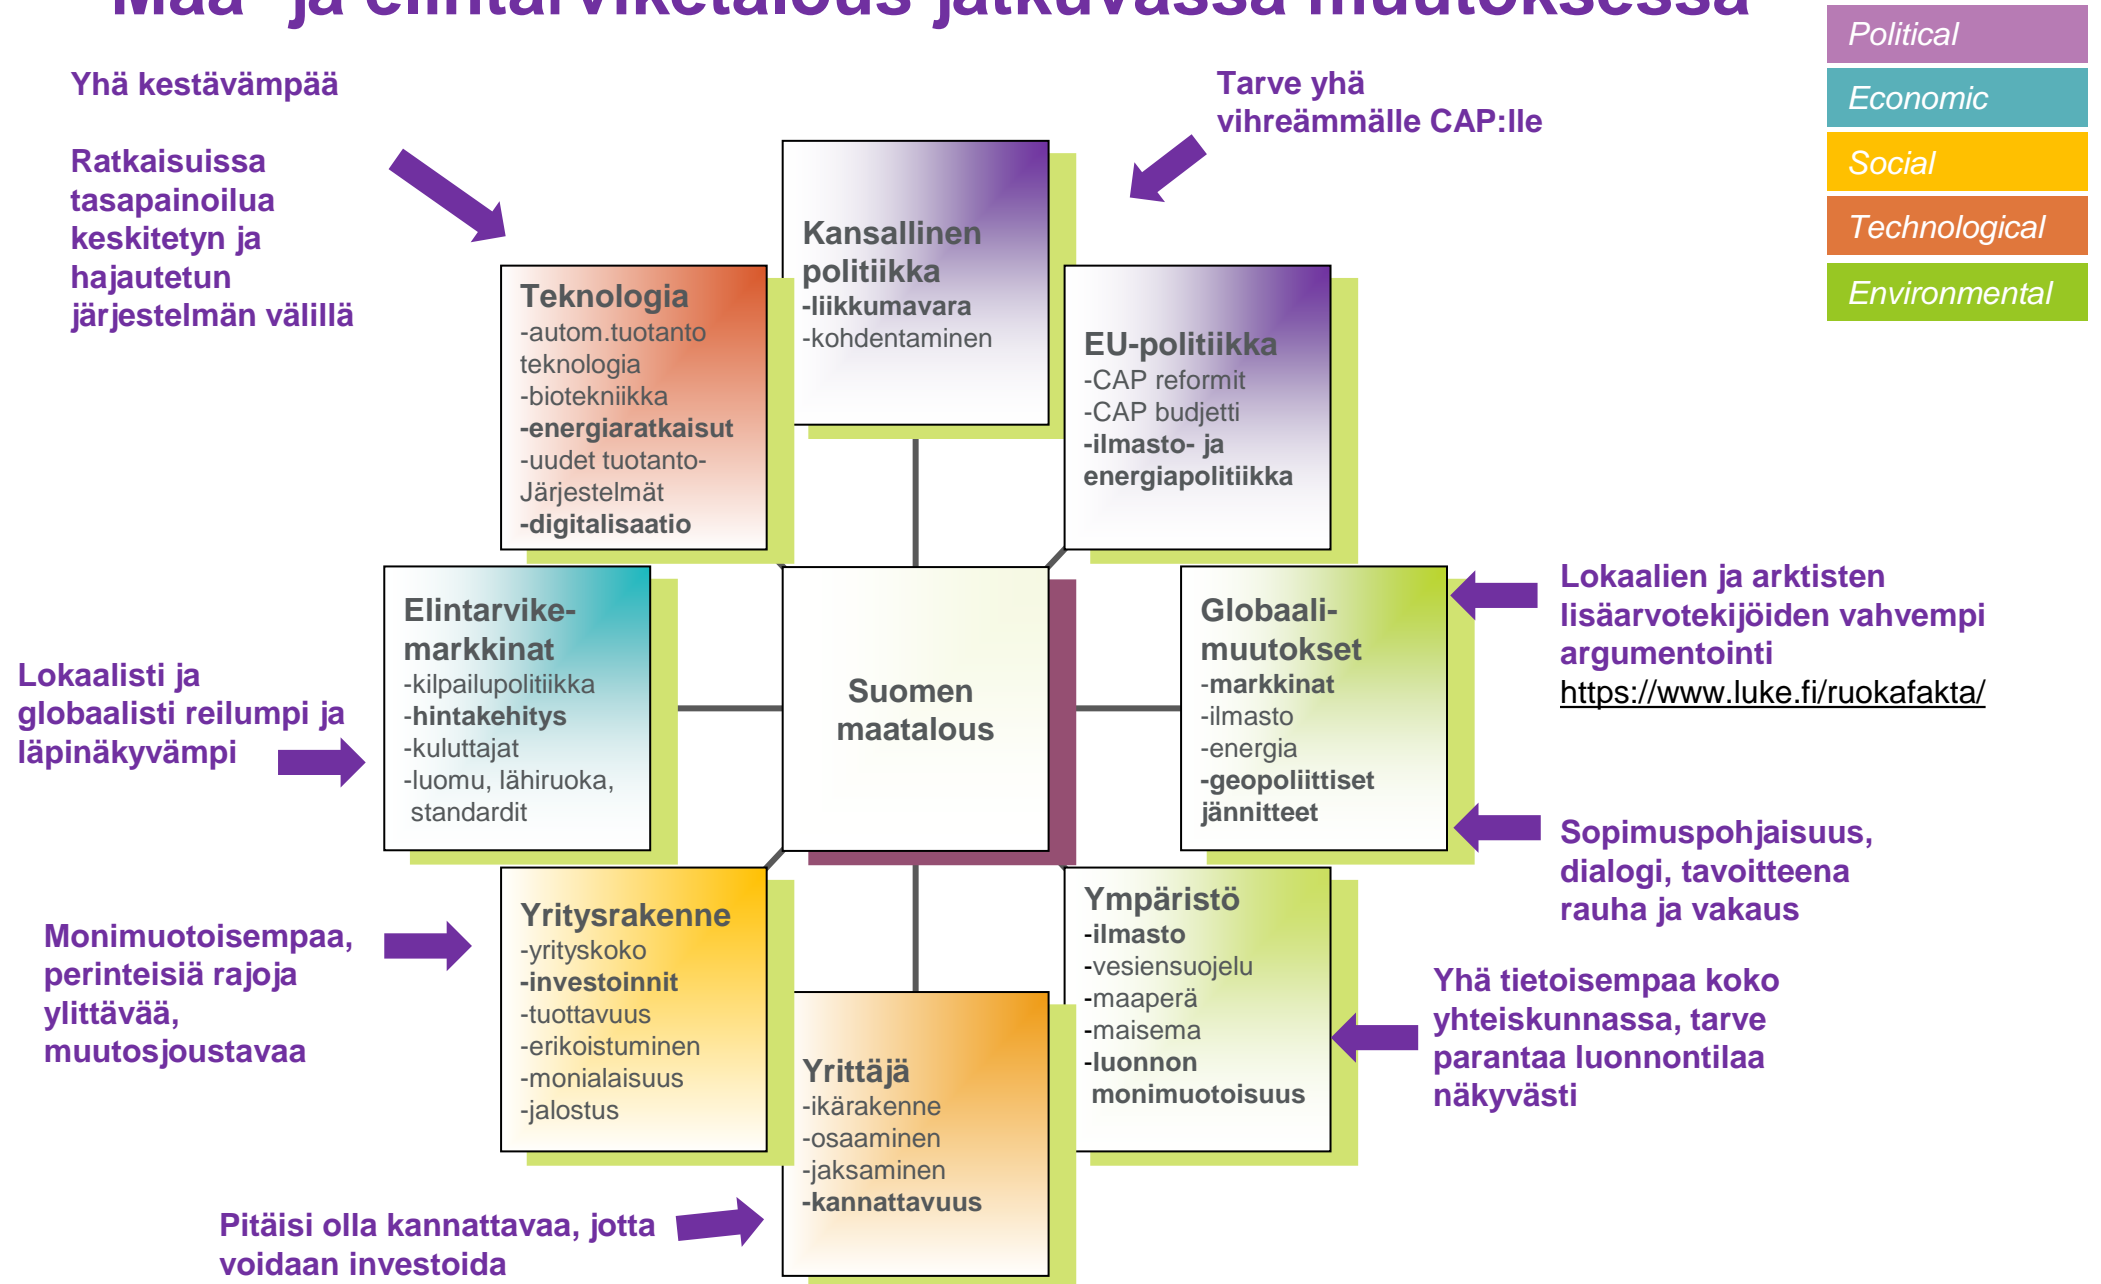 Maa- ja elintarviketalous jatkuvassa muutoksessa
Political
Economic
Social
Technological
Environmental
Yhä kestävämpää
Ratkaisuissa
tasapainoilua
keskitetyn ja
hajautetun
järjestelmän välillä
Tarve yhä
vihreämmälle CAP:lle
Kansallinen
politiikka
-liikkumavara
-kohdentaminen
Teknologia
-autom.tuotanto
teknologia
-biotekniikka
-energiaratkaisut
-uudet tuotanto-
Järjestelmät
-digitalisaatio
EU-politiikka
-CAP reformit
-CAP budjetti
-ilmasto- ja
energiapolitiikka
Elintarvike-
markkinat
-kilpailupolitiikka
-hintakehitys
-kuluttajat
-luomu, lähiruoka,
standardit
Suomen
maatalous
Globaali-
muutokset
-markkinat
-ilmasto
-energia
-geopoliittiset
jännitteet
Lokaalien ja arktisten
lisäarvotekijöiden vahvempi
argumentointi
https://www.luke.fi/ruokafakta/
Lokaalisti ja
globaalisti reilumpi ja
läpinäkyvämpi
Sopimuspohjaisuus,
dialogi, tavoitteena
rauha ja vakaus
Yritysrakenne
-yrityskoko
-investoinnit
-tuottavuus
-erikoistuminen
-monialaisuus
-jalostus
Ympäristö
-ilmasto
-vesiensuojelu
-maaperä
-maisema
-luonnon
monimuotoisuus
Monimuotoisempaa,
perinteisiä rajoja
ylittävää,
muutosjoustavaa
Yhä tietoisempaa koko
yhteiskunnassa, tarve
parantaa luonnontilaa
näkyvästi
Yrittäjä
-ikärakenne
-osaaminen
-jaksaminen
-kannattavuus
Pitäisi olla kannattavaa, jotta
voidaan investoida